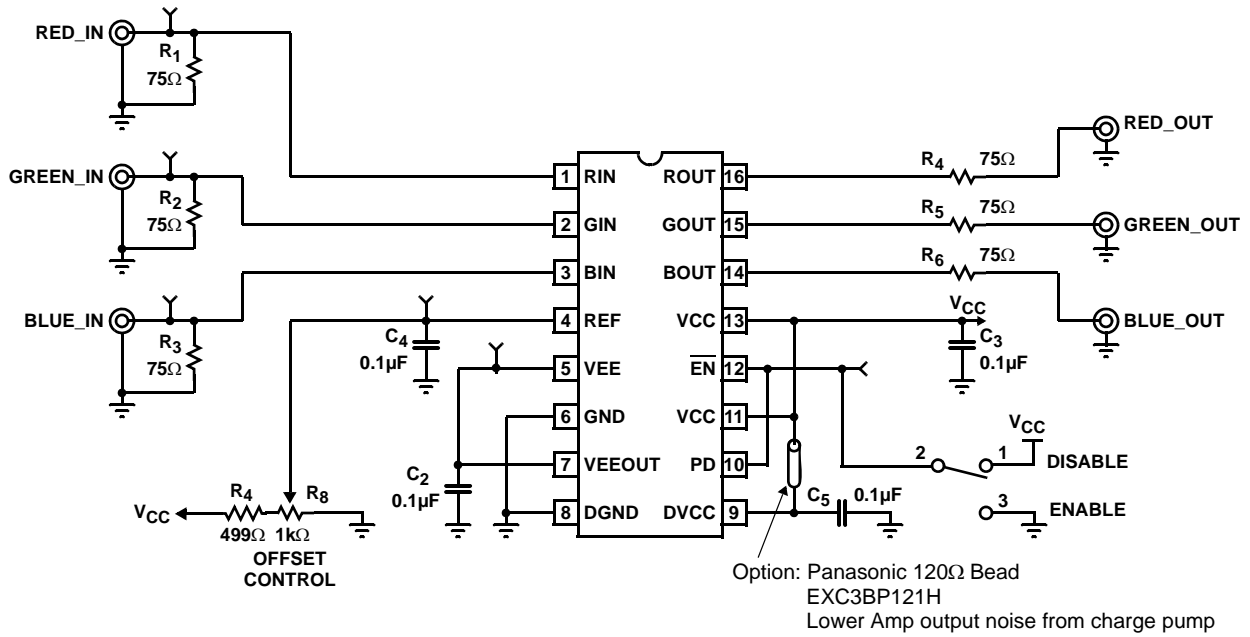 RED_IN
R1
75Ω
GREEN_IN
R2
75Ω
BLUE_IN
R3
75Ω
1 RIN
2 GIN
3 BIN
4 REF
5 VEE
6 GND
7 VEEOUT
8 DGND
ROUT 16
GOUT 15
BOUT 14
VCC 13
EN 12
VCC 11
PD 10
DVCC 9
R4 75Ω
R5 75Ω
R6 75Ω
RED_OUT
GREEN_OUT
BLUE_OUT
VCC
C3
0.1µF
C4
0.1µF
C2
0.1µF
VCC
R4
499Ω
R8
1kΩ
OFFSET
CONTROL
C5 0.1µF
VCC
2 1 DISABLE
3 ENABLE
Option: Panasonic 120Ω Bead
EXC3BP121H
Lower Amp output noise from charge pump